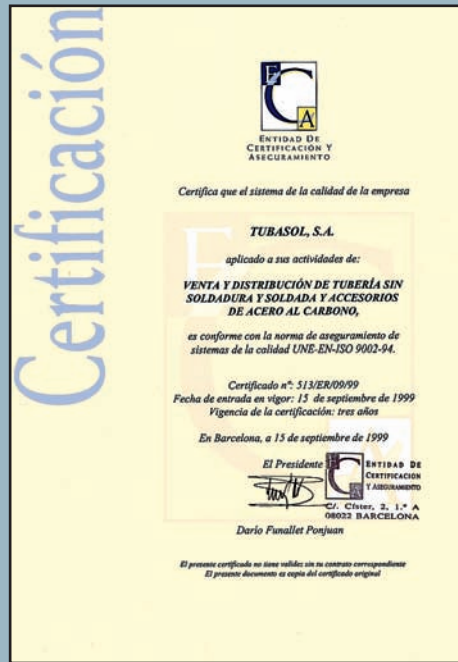 Certificación
E
C
A
ENTIDAD DE
CERTIFICACIÓN Y
ASEGURAMIENTO
Certifica que el sistema de la calidad de la empresa
TUBASOL, S.A.
aplicado a sus actividades de:
VENTA Y DISTRIBUCIÓN DE TUBERÍA SIN
SOLDADURA Y SOLDADA Y ACCESORIOS
DE ACERO AL CARBONO,
es conforme con la norma de aseguramiento de
sistemas de la calidad UNE-EN-ISO 9002-94.
Certificado nº: 513/ER/09/99
Fecha de entrada en vigor: 15 de septiembre de 1999
Vigencia de la certificación: tres años
En Barcelona, a 15 de septiembre de 1999
El Presidente
ENTIDAD DE
CERTIFICACION
Y ASEGURAMIENTO
C/. Císter, 2, 1.º A
08022 BARCELONA
Darío Funallet Ponjuan
El presente certificado no tiene validez sin su contrato correspondiente
El presente documento es copia del certificado original